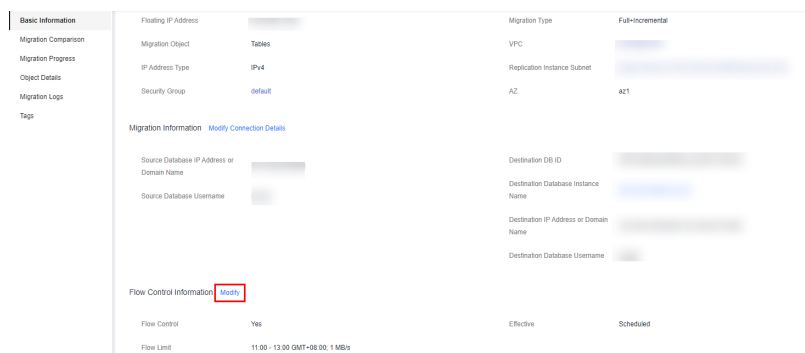 Basic Information
Migration Comparison
Migration Progress
Object Details
Migration Logs
Tags
Floating IP Address
Migration Type Full+Incremental
Migration Object Tables
VPC
IP Address Type IPv4
Replication Instance Subnet
Security Group default
AZ az1
Migration Information Modify Connection Details
Source Database IP Address or
Domain Name
Destination DB ID
Source Database Username
Destination Database Instance
Name
Destination IP Address or Domain
Name
Destination Database Username
Flow Control Information Modify
Flow Control Yes
Effective Scheduled
Flow Limit 11:00 - 13:00 GMT+08:00; 1 MB/s